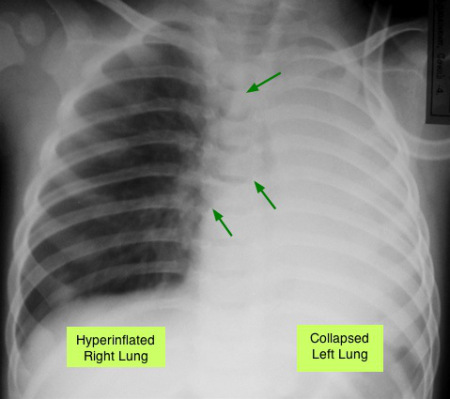 Hyperinflated
Right Lung
Collapsed
Left Lung